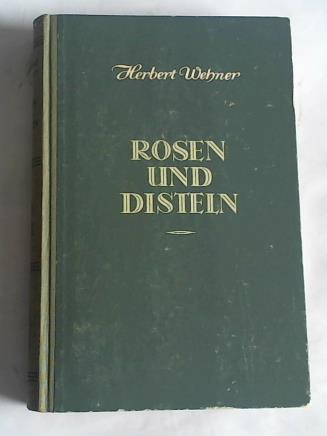 Herbert Wehner
ROSEN
UND
DISTELN